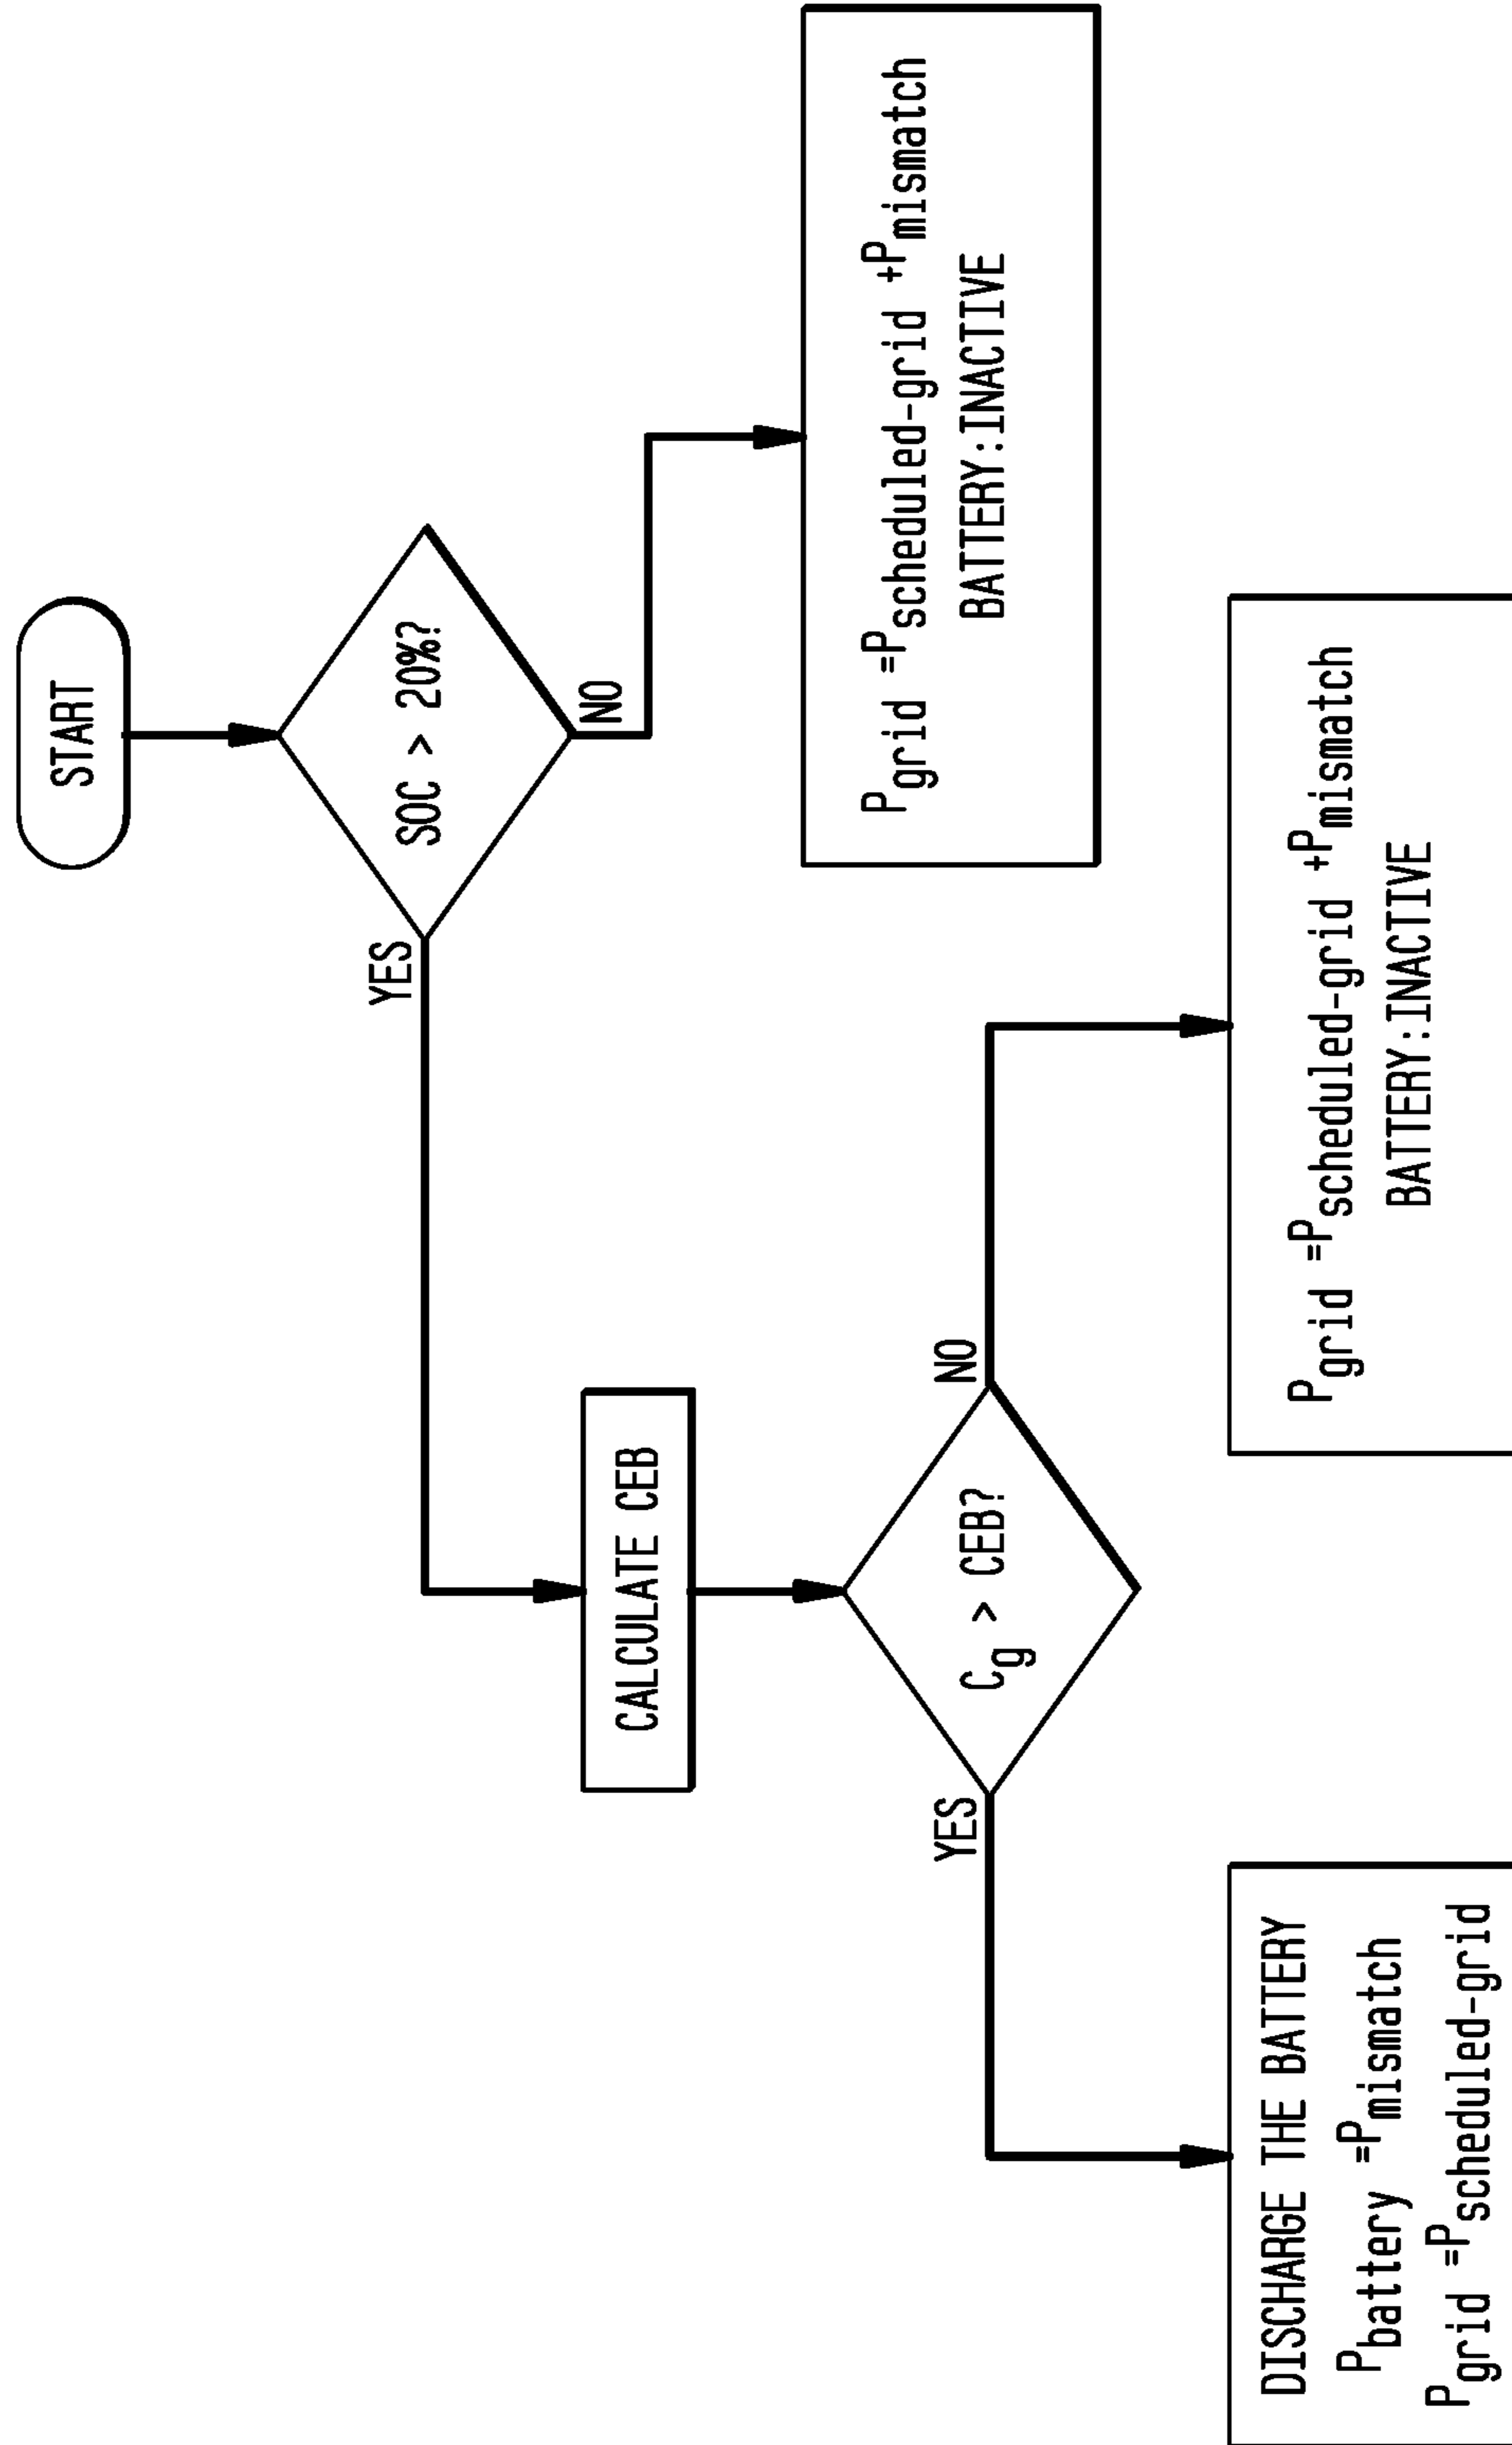 START
SOC > 20%?
YES
NO
CALCULATE CEB
Pgrid =Pscheduled-grid +Pmismatch
BATTERY:INACTIVE
Cg > CEB?
YES
NO
DISCHARGE THE BATTERY
Pbattery =Pmismatch
Pgrid =Pscheduled-grid
Pgrid =Pscheduled-grid +Pmismatch
BATTERY:INACTIVE